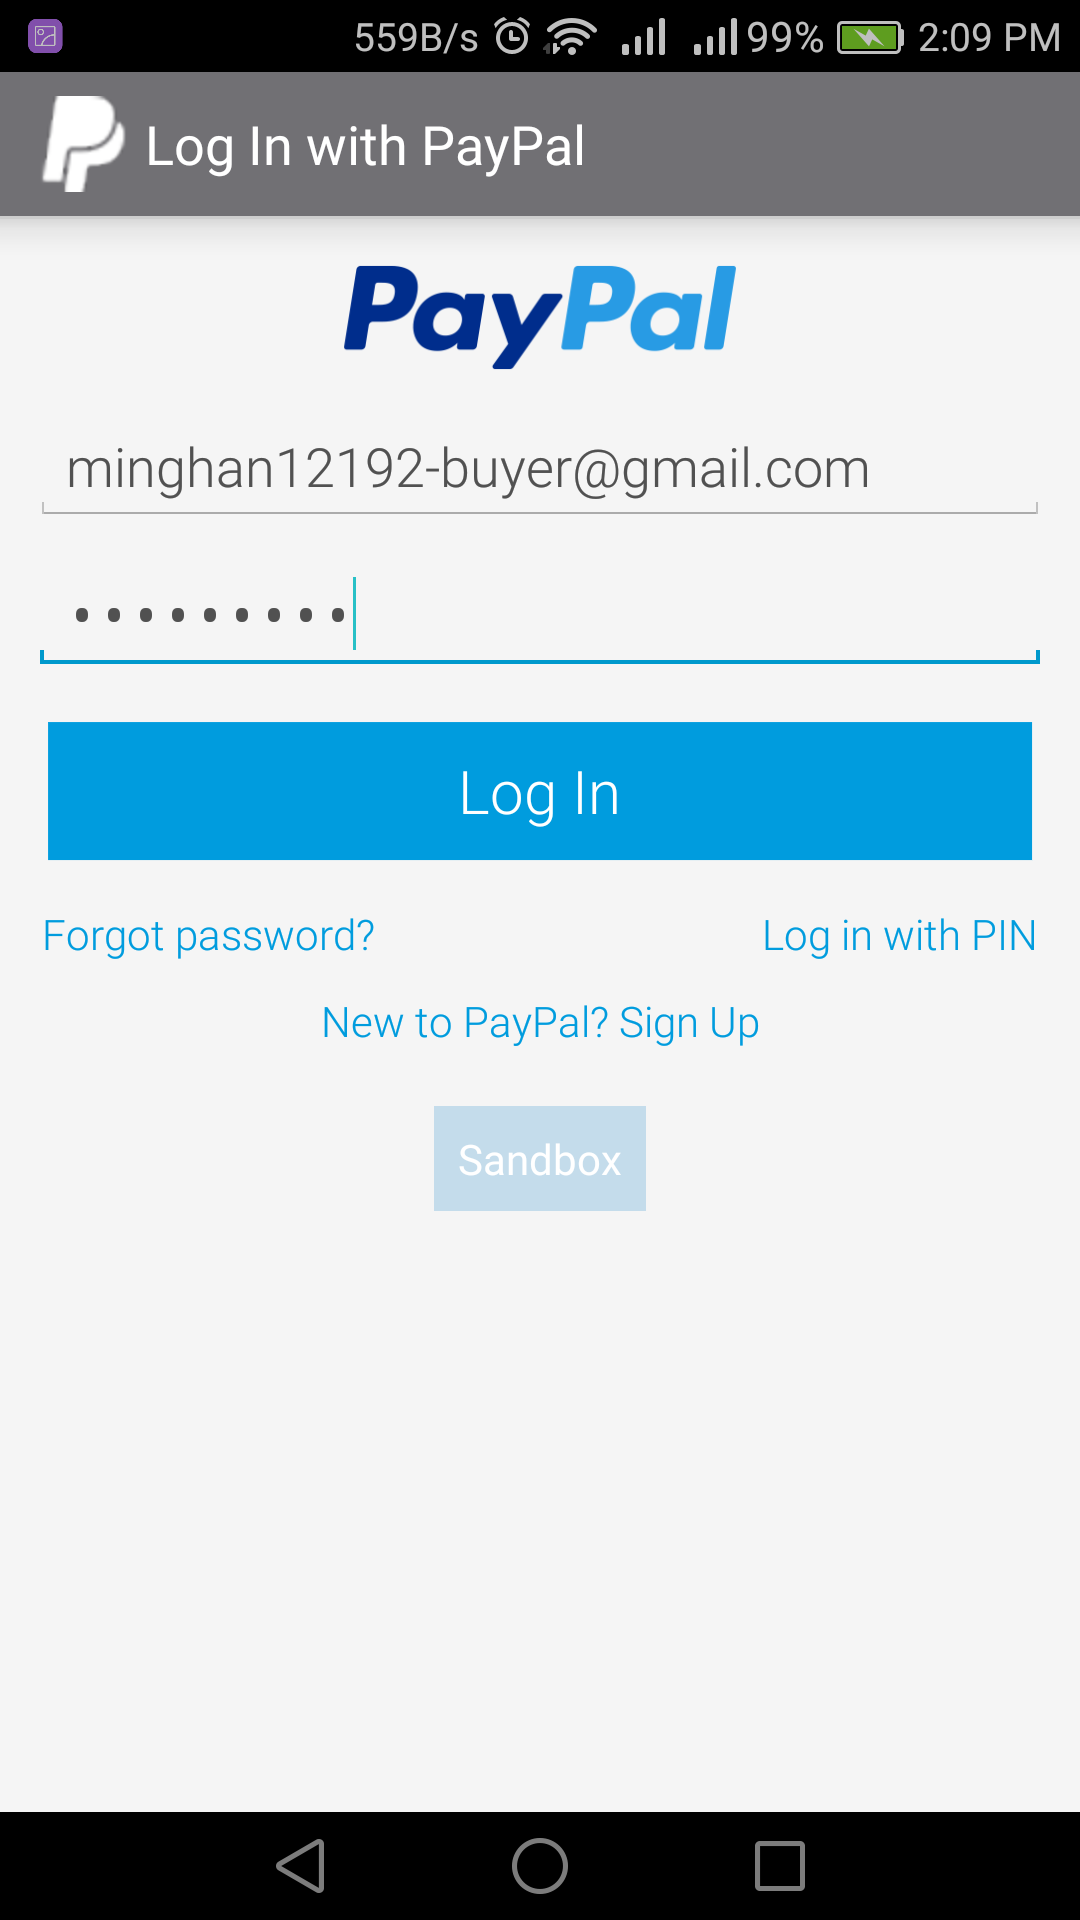 559B/s 99% 2:09 PM
Log In with PayPal
PayPal
minghan12192-buyer@gmail.com
•••••••••
Log In
Forgot password? Log in with PIN
New to PayPal? Sign Up
Sandbox